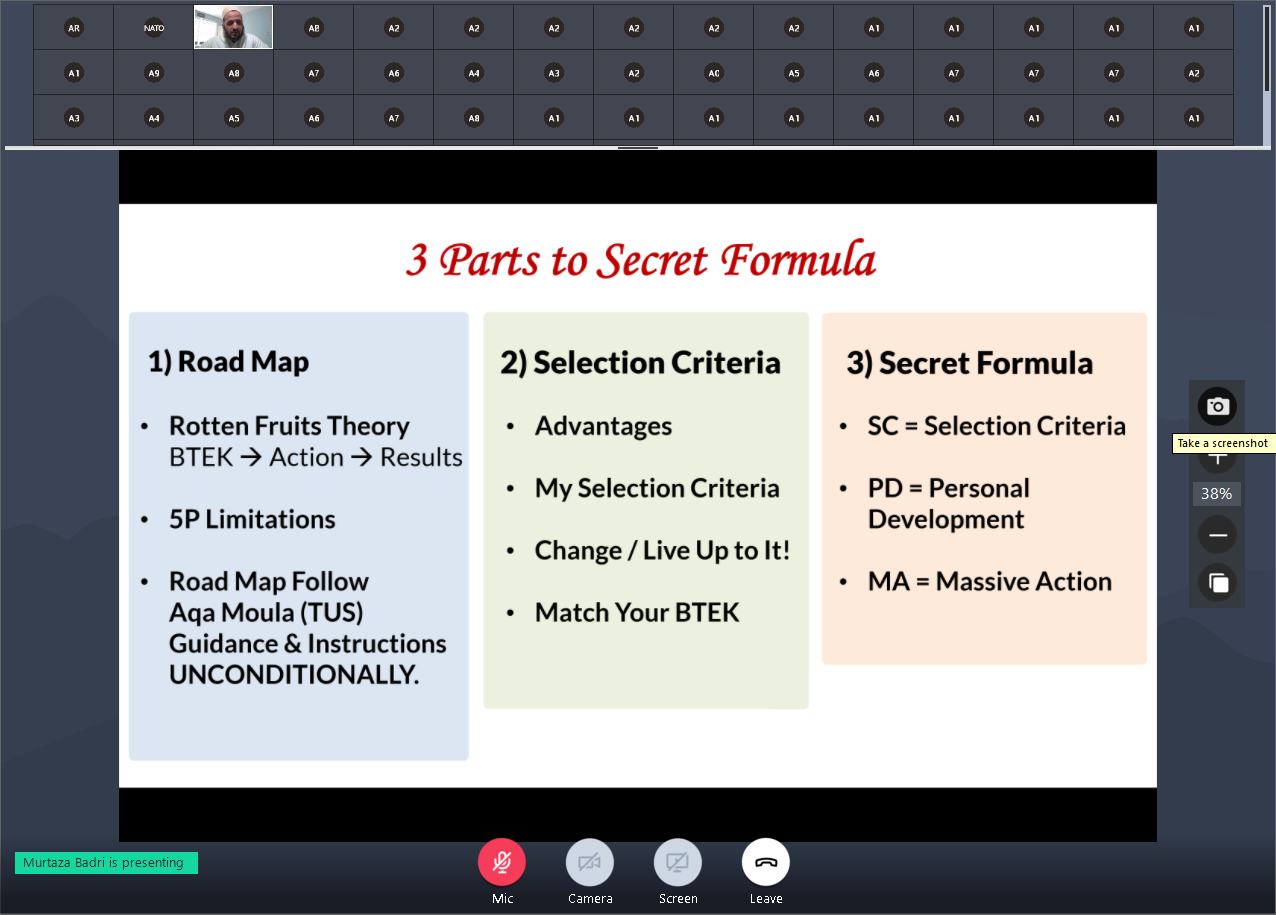 AR NATO AB A2 A2 A2 A2 A2 A2 A1 A1 A1 A1 A1
A1 A9 A8 A7 A6 A4 A3 A2 A0 A5 A6 A7 A7 A7 A2
A3 A4 A5 A6 A7 A8 A1 A1 A1 A1 A1 A1 A1 A1 A1
3 Parts to Secret Formula
1) Road Map
• Rotten Fruits Theory
BTEK → Action → Results
• 5P Limitations
• Road Map Follow
Aqa Moula (TUS)
Guidance & Instructions
UNCONDITIONALLY.
2) Selection Criteria
• Advantages
• My Selection Criteria
• Change / Live Up to It!
• Match Your BTEK
3) Secret Formula
• SC = Selection Criteria
• PD = Personal
Development
• MA = Massive Action
Take a screenshot
38%
Murtaza Badri is presenting
Mic
Camera
Screen
Leave